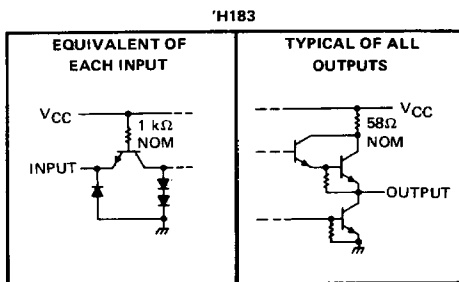 'H183
EQUIVALENT OF
EACH INPUT
VCC
1 kΩ
NOM
INPUT
TYPICAL OF ALL
OUTPUTS
VCC
58Ω
NOM
OUTPUT